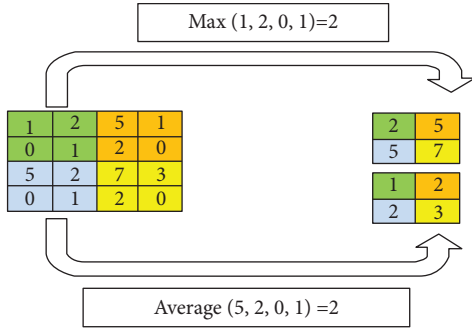 Max (1, 2, 0, 1)=2
1 2 5 1
0 1 2 0
5 2 7 3
0 1 2 0
2 5
5 7
1 2
2 3
Average (5, 2, 0, 1) =2